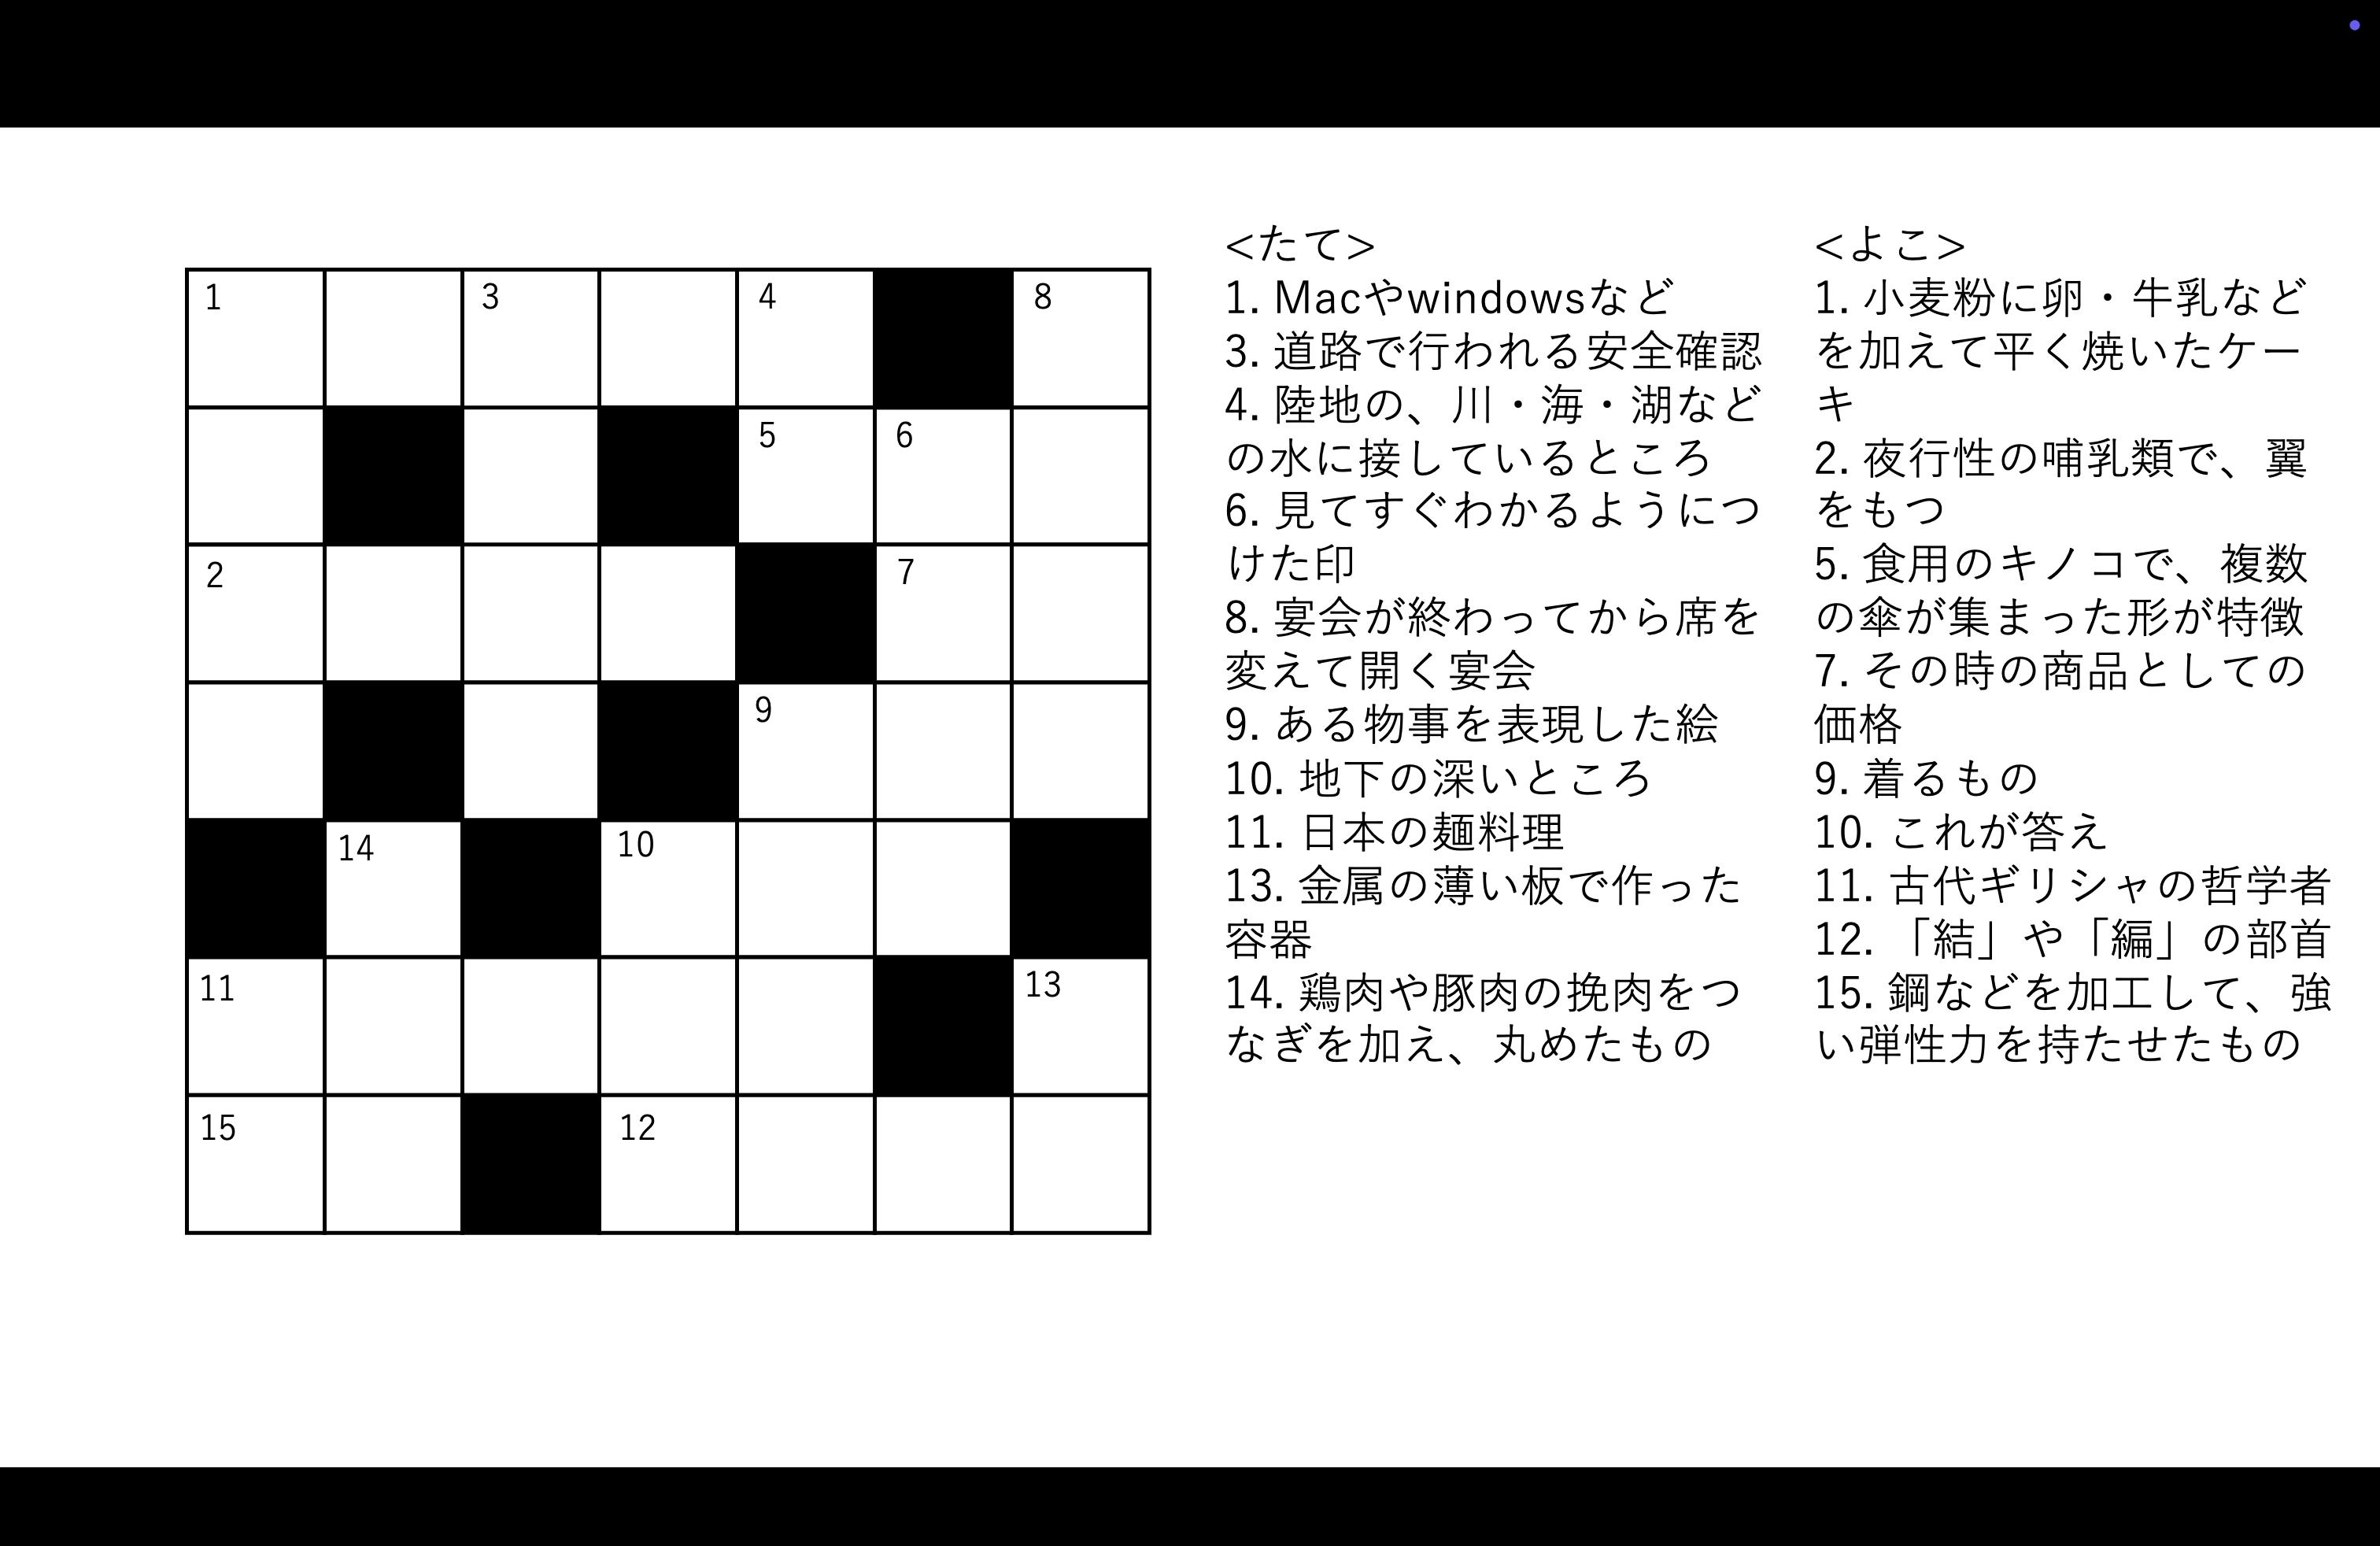 1
3
4
8
5
6
2
7
9
14
10
11
13
15
12
<たて>
1. Macやwindowsなど
3. 道路で行われる安全確認
4. 陸地の、川・海・湖など
の水に接しているところ
6. 見てすぐわかるようにつ
けた印
8. 宴会が終わってから席を
変えて開く宴会
9. ある物事を表現した絵
10. 地下の深いところ
11. 日本の麺料理
13. 金属の薄い板で作った
容器
14. 鶏肉や豚肉の挽肉をつ
なぎを加え、丸めたもの
<よこ>
1. 小麦粉に卵・牛乳など
を加えて平く焼いたケー
キ
2. 夜行性の哺乳類で、翼
をもつ
5. 食用のキノコで、複数
の傘が集まった形が特徴
7. その時の商品としての
価格
9. 着るもの
10. これが答え
11. 古代ギリシャの哲学者
12. 「結」や「編」の部首
15. 鋼などを加工して、強
い弾性力を持たせたもの